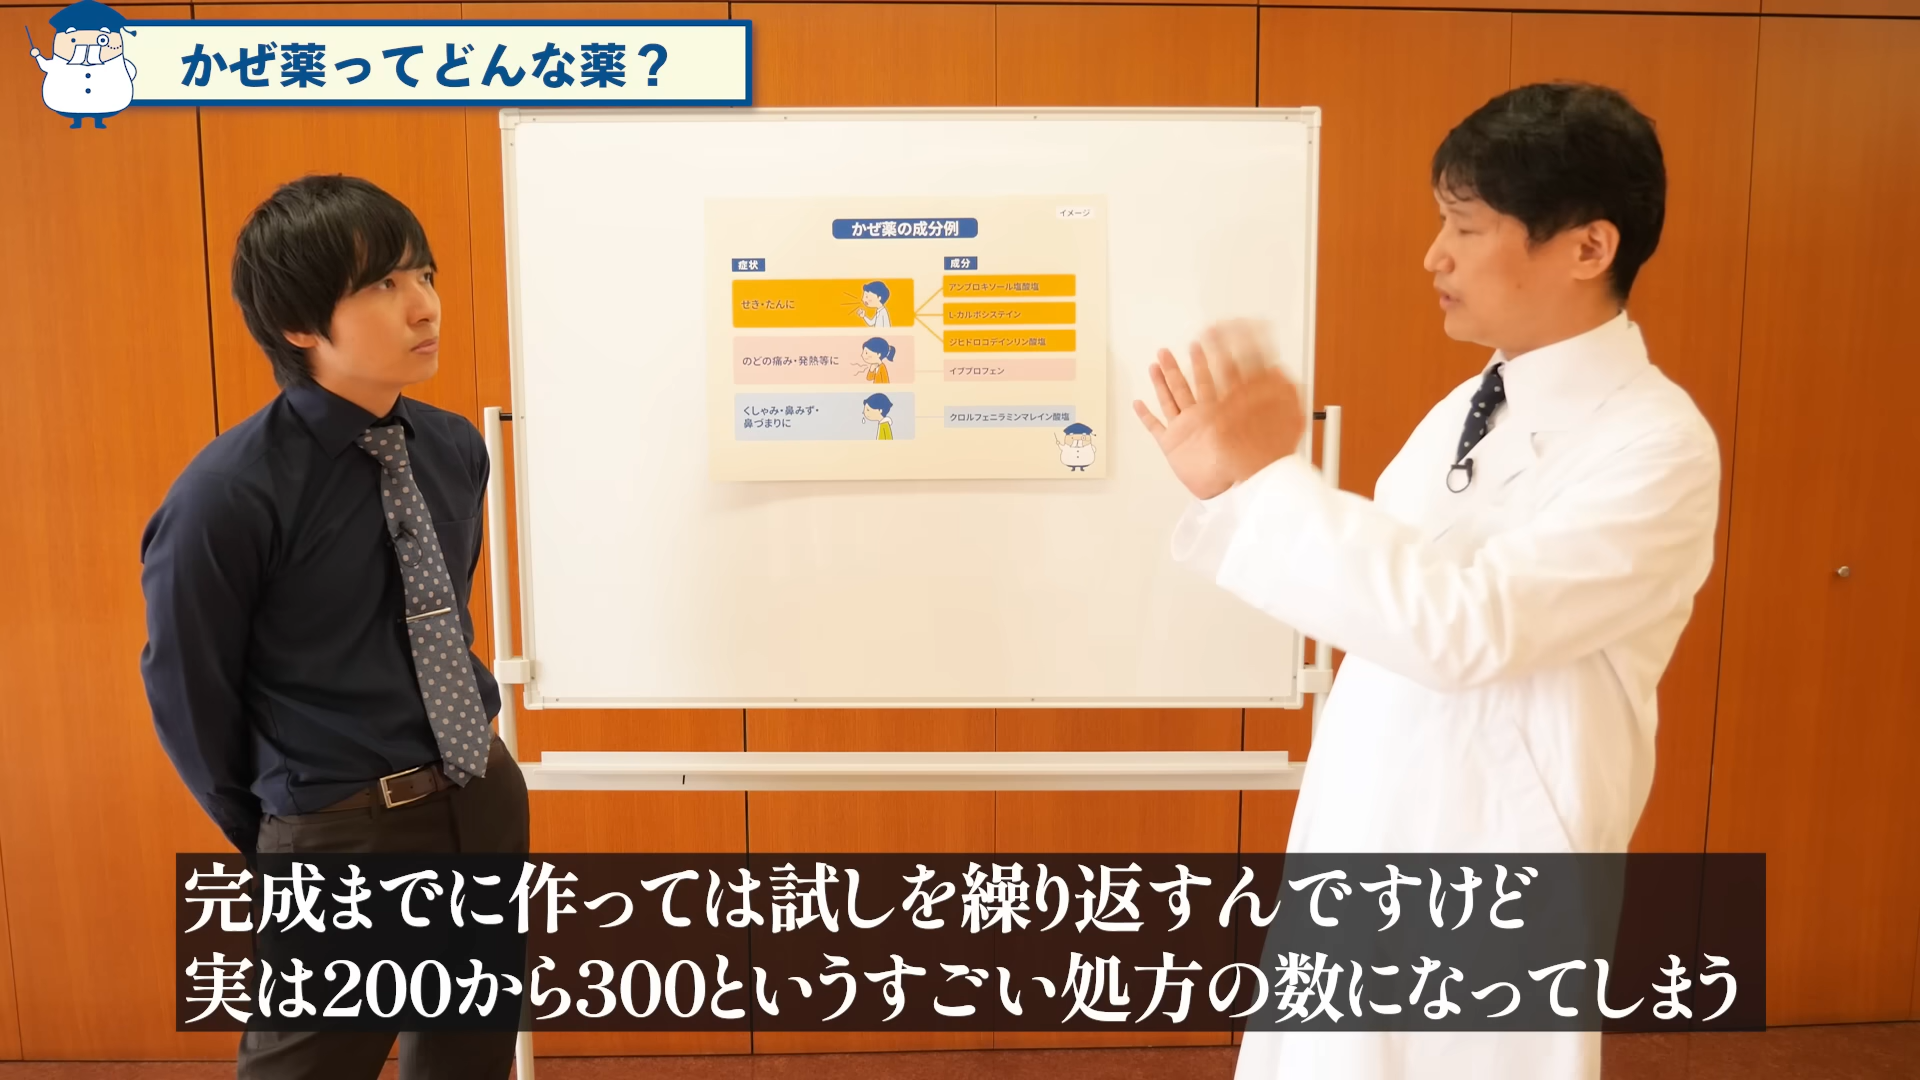 かぜ薬ってどんな薬？
イメージ
かぜ薬の成分例
症状
成分
せき・たんに
アンブロキソール塩酸塩
L-カルボシステイン
ジヒドロコデインリン酸塩
のどの痛み・発熱等に
イブプロフェン
くしゃみ・鼻みず・
鼻づまりに
クロルフェニラミンマレイン酸塩
完成までに作っては試しを繰り返すんですけど
実は200から300というすごい処方の数になってしまう